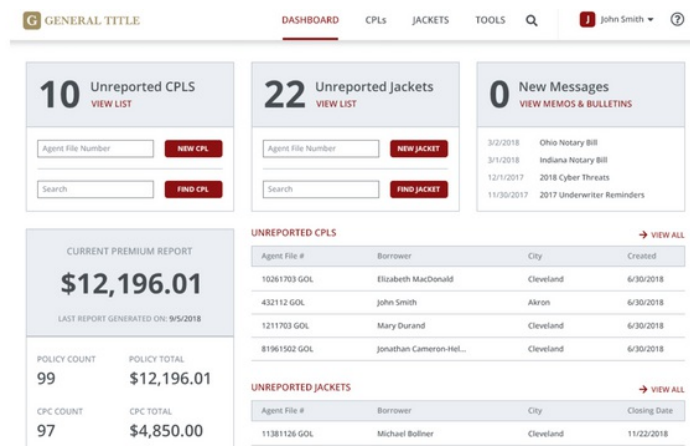 G GENERAL TITLE
DASHBOARD CPLs JACKETS TOOLS J John Smith ?
10 Unreported CPLS
VIEW LIST
Agent File Number NEW CPL
Search FIND CPL
22 Unreported Jackets
VIEW LIST
Agent File Number NEW JACKET
Search FIND JACKET
0 New Messages
VIEW MEMOS & BULLETINS
3/2/2018 Ohio Notary Bill
3/1/2018 Indiana Notary Bill
12/1/2017 2018 Cyber Threats
11/30/2017 2017 Underwriter Reminders
CURRENT PREMIUM REPORT
$12,196.01
LAST REPORT GENERATED ON: 9/5/2018
POLICY COUNT POLICY TOTAL
99 $12,196.01
CPC COUNT CPC TOTAL
97 $4,850.00
UNREPORTED CPLS → VIEW ALL
Agent File # Borrower City Created
10261703 GOL Elizabeth MacDonald Cleveland 6/30/2018
432112 GOL John Smith Akron 6/30/2018
1211703 GOL Mary Durand Cleveland 6/30/2018
81961502 GOL Jonathan Cameron-Hel... Cleveland 6/30/2018
UNREPORTED JACKETS → VIEW ALL
Agent File # Borrower City Closing Date
11381126 GOL Michael Bollner Cleveland 11/22/2018